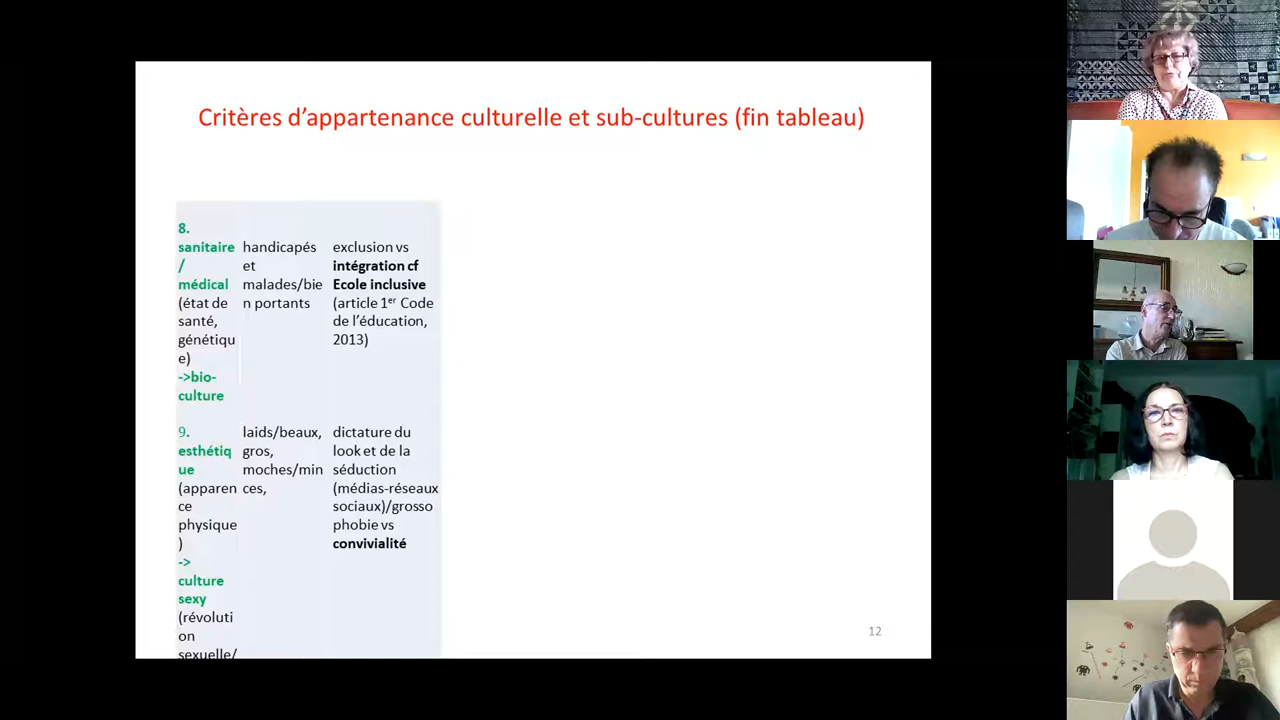 Critères d’appartenance culturelle et sub-cultures (fin tableau)
8.
sanitaire
/
médical
(état de
santé,
génétiqu
e)
->bio-
culture
handicapés
et
malades/bie
n portants
exclusion vs
intégration cf
Ecole inclusive
(article 1er Code
de l’éducation,
2013)
9.
esthétiq
ue
(apparen
ce
physique
)
->
culture
sexy
(révoluti
on
sexuelle/
laids/beaux,
gros,
moches/min
ces,
dictature du
look et de la
séduction
(médias-réseaux
sociaux)/grosso
phobie vs
convivialité
12